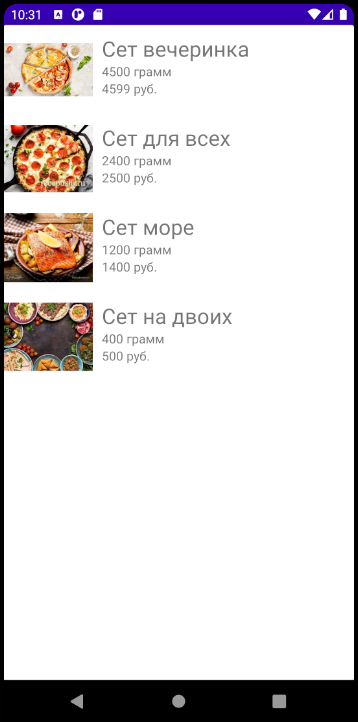 10:31
Сет вечеринка
4500 грамм
4599 руб.
Сет для всех
2400 грамм
2500 руб.
Сет море
1200 грамм
1400 руб.
Сет на двоих
400 грамм
500 руб.